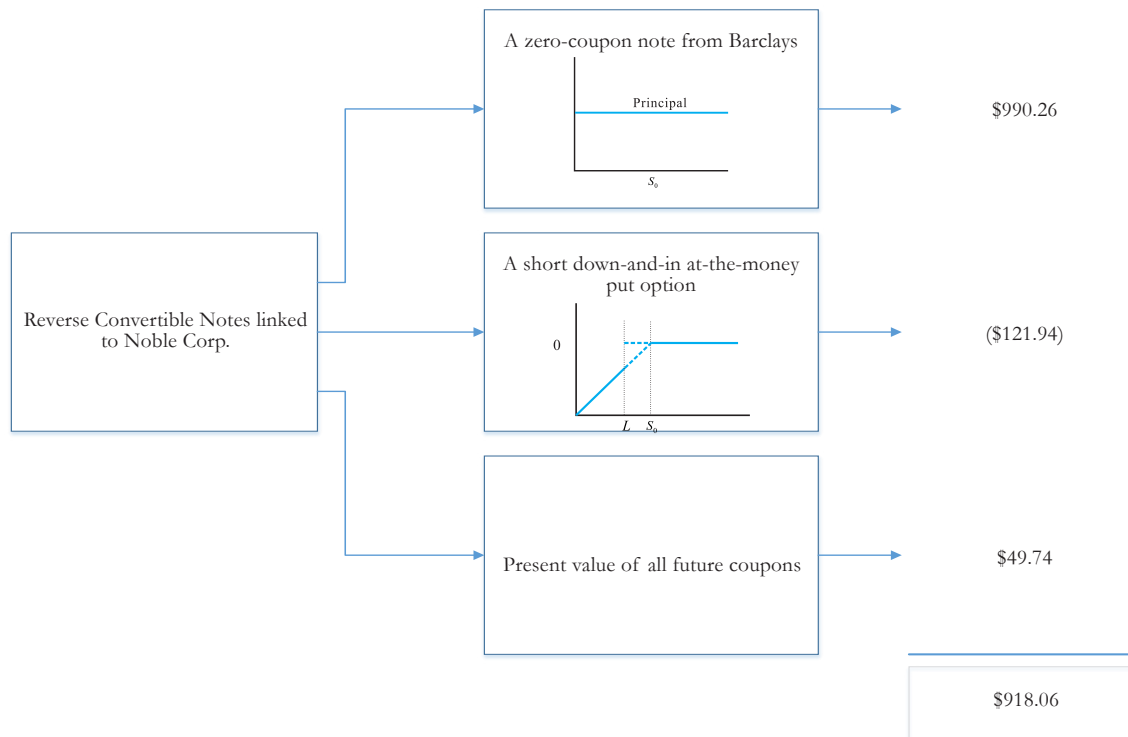 A zero-coupon note from Barclays
Principal
S₀
$990.26
Reverse Convertible Notes linked
to Noble Corp.
A short down-and-in at-the-money
put option
0
L S₀
($121.94)
Present value of all future coupons
$49.74
$918.06